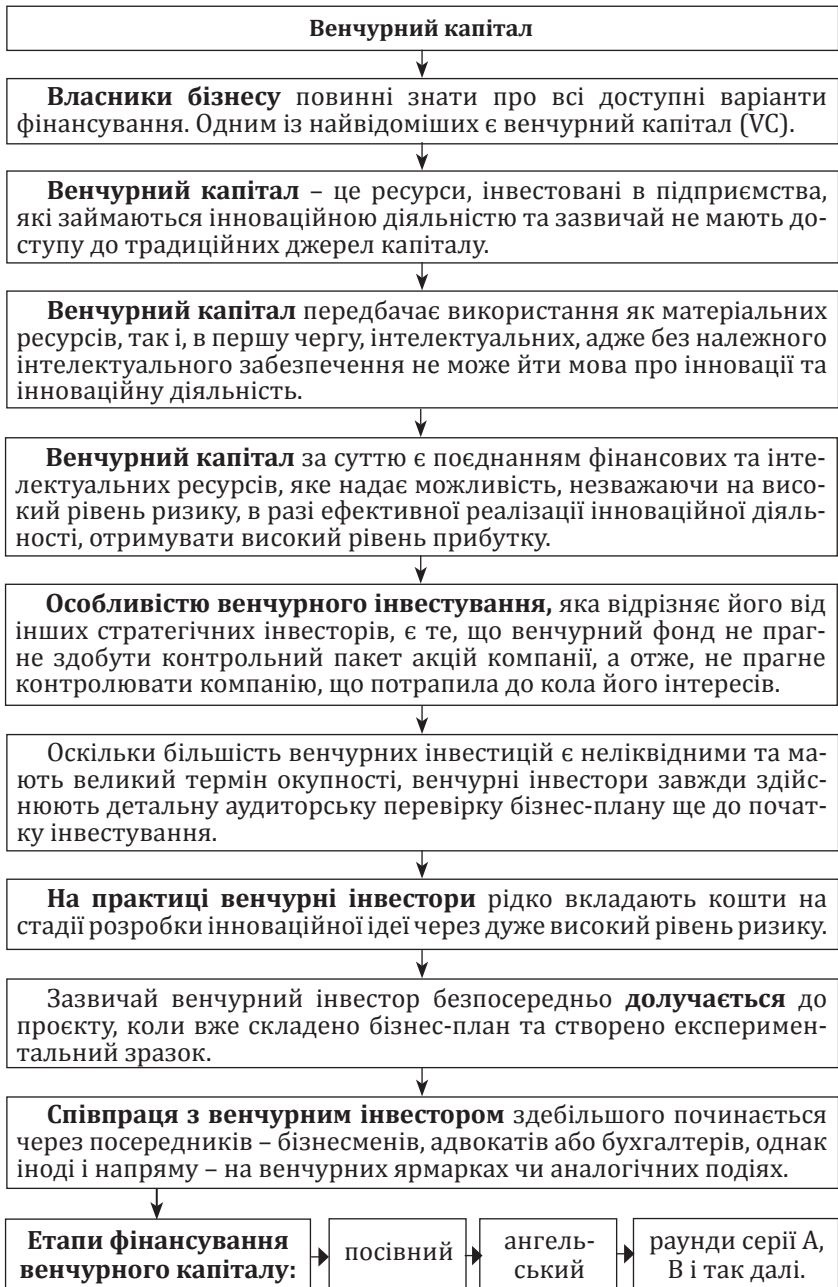 Венчурний капітал
Власники бізнесу повинні знати про всі доступні варіанти
фінансування. Одним із найвідоміших є венчурний капітал (VC).
Венчурний капітал – це ресурси, інвестовані в підприємства,
які займаються інноваційною діяльністю та зазвичай не мають до-
ступу до традиційних джерел капіталу.
Венчурний капітал передбачає використання як матеріальних
ресурсів, так і, в першу чергу, інтелектуальних, адже без належного
інтелектуального забезпечення не може йти мова про інновації та
інноваційну діяльність.
Венчурний капітал за суттю є поєднанням фінансових та інте-
лектуальних ресурсів, яке надає можливість, незважаючи на висо-
кий рівень ризику, в разі ефективної реалізації інноваційної діяль-
ності, отримувати високий рівень прибутку.
Особливістю венчурного інвестування, яка відрізняє його від
інших стратегічних інвесторів, є те, що венчурний фонд не праг-
не здобути контрольний пакет акцій компанії, а отже, не прагне
контролювати компанію, що потрапила до кола його інтересів.
Оскільки більшість венчурних інвестицій є неліквідними та ма-
ють великий термін окупності, венчурні інвестори завжди здійс-
нюють детальну аудиторську перевірку бізнес-плану ще до почат-
ку інвестування.
На практиці венчурні інвестори рідко вкладають кошти на
стадії розробки інноваційної ідеї через дуже високий рівень ризику.
Зазвичай венчурний інвестор безпосередньо долучається до
проєкту, коли вже складено бізнес-план та створено експеримен-
тальний зразок.
Співпраця з венчурним інвестором здебільшого починається
через посередників – бізнесменів, адвокатів або бухгалтерів, однак
іноді і напряму – на венчурних ярмарках чи аналогічних подіях.
Етапи фінансування
венчурного капіталу:
посівний
ангель-
ський
раунди серії А,
В і так далі.